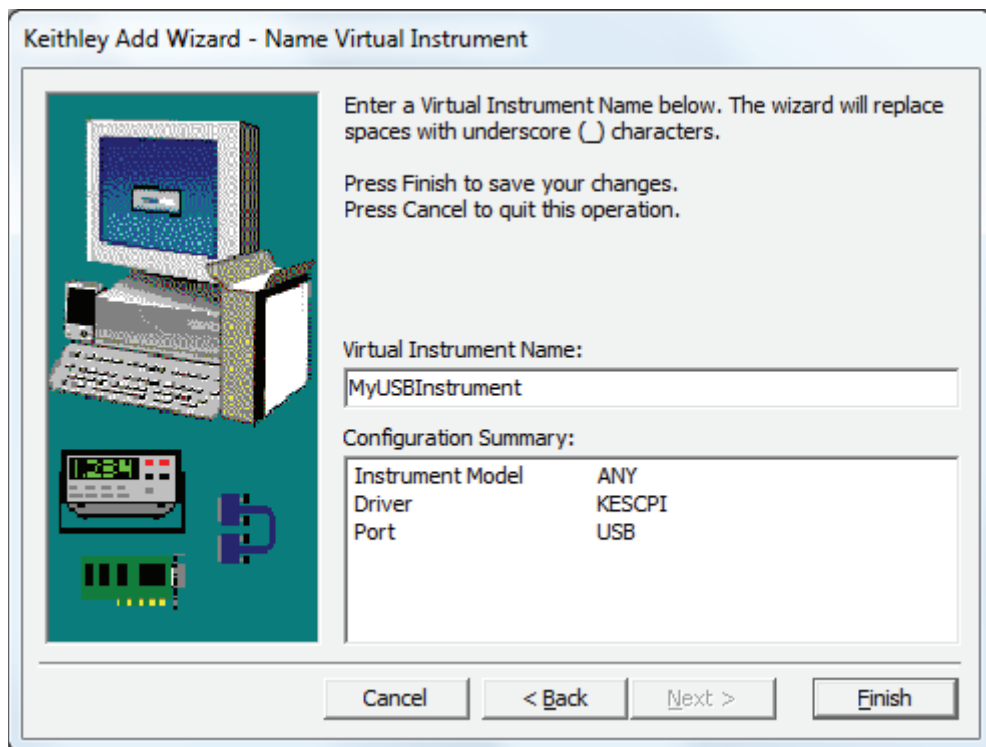 Keithley Add Wizard - Name Virtual Instrument
Enter a Virtual Instrument Name below. The wizard will replace
spaces with underscore (_) characters.
Press Finish to save your changes.
Press Cancel to quit this operation.
1.234
Virtual Instrument Name:
MyUSBInstrument
Configuration Summary:
Instrument Model ANY
Driver KESCPI
Port USB
Cancel
< Back
Next >
Finish